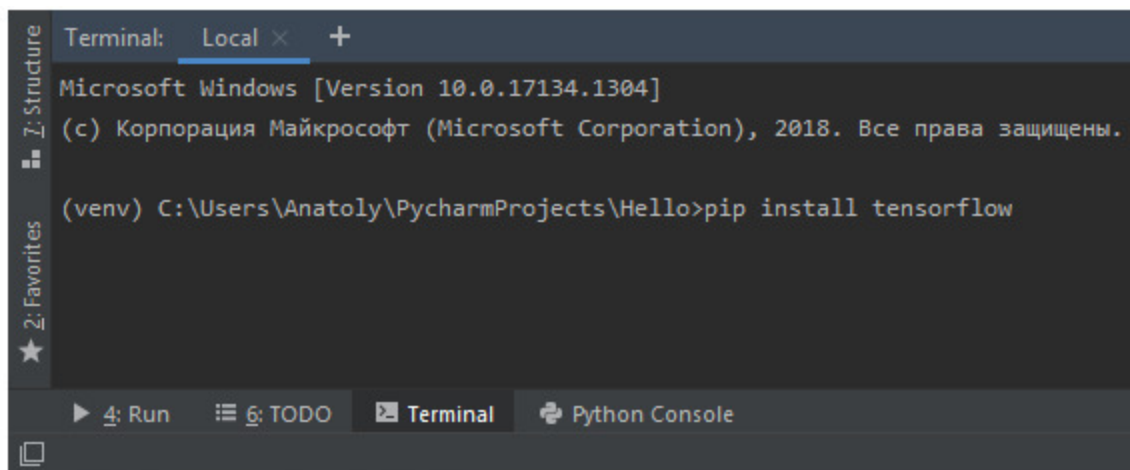 Terminal: Local × +
Microsoft Windows [Version 10.0.17134.1304]
(c) Корпорация Майкрософт (Microsoft Corporation), 2018. Все права защищены.
(venv) C:\Users\Anatoly\PycharmProjects\Hello>pip install tensorflow
7: Structure
2: Favorites
4: Run 6: TODO Terminal Python Console